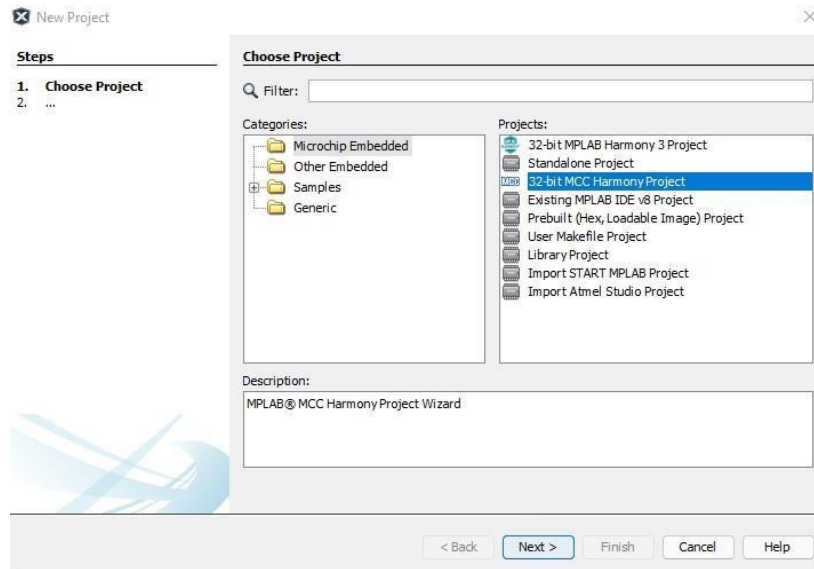 New Project
Steps
1. Choose Project
2. ...
Choose Project
Filter:
Categories:
Microchip Embedded
Other Embedded
Samples
Generic
Projects:
32-bit MPLAB Harmony 3 Project
Standalone Project
32-bit MCC Harmony Project
Existing MPLAB IDE v8 Project
Prebuilt (Hex, Loadable Image) Project
User Makefile Project
Library Project
Import START MPLAB Project
Import Atmel Studio Project
Description:
MPLAB® MCC Harmony Project Wizard
< Back Next > Finish Cancel Help